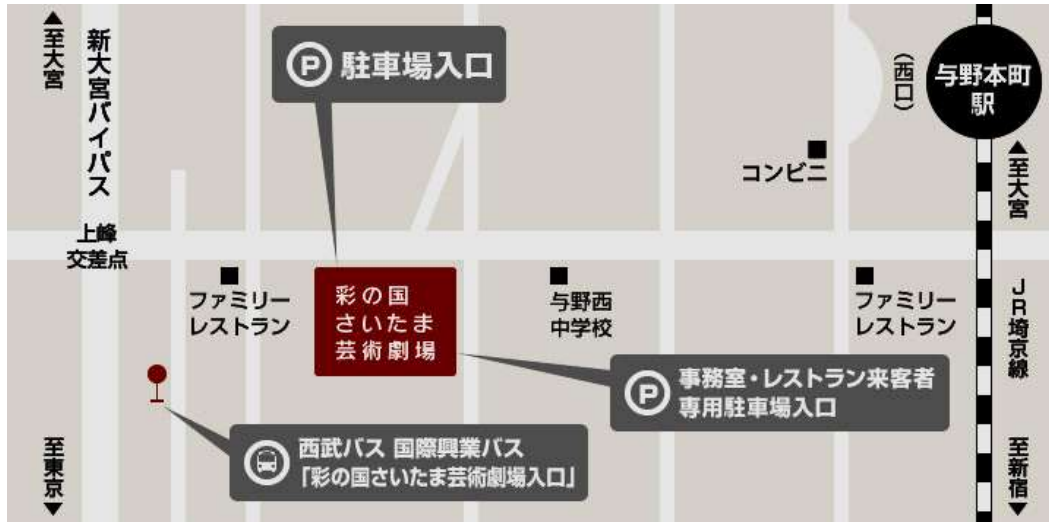 ▲至大宮
新大宮バイパス
P 駐車場入口
(西口)
与野本町
駅
コンビニ
▲至大宮
上峰
交差点
ファミリー
レストラン
彩の国
さいたま
芸術劇場
与野西
中学校
ファミリー
レストラン
JR埼京線
P 事務室・レストラン来客者
専用駐車場入口
西武バス 国際興業バス
「彩の国さいたま芸術劇場入口」
至東京▼
至新宿▼